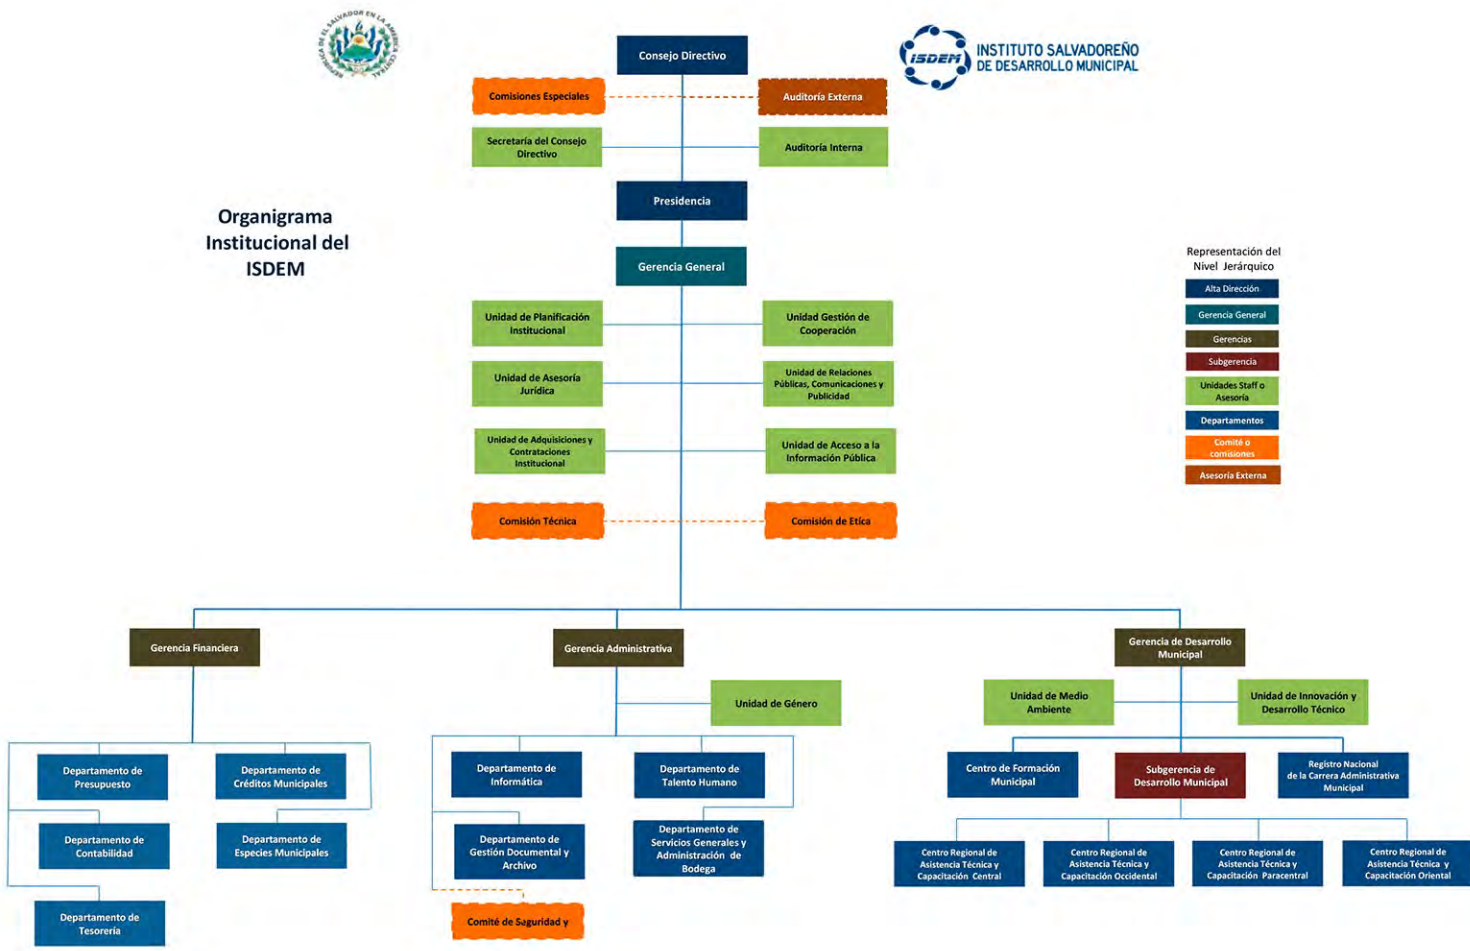 REPÚBLICA DE EL SALVADOR EN LA AMÉRICA CENTRAL
ISDEM
INSTITUTO SALVADOREÑO
DE DESARROLLO MUNICIPAL
Consejo Directivo
Comisiones Especiales
Auditoría Externa
Secretaría del Consejo
Directivo
Auditoría Interna
Presidencia
Organigrama
Institucional del
ISDEM
Gerencia General
Representación del
Nivel Jerárquico
Alta Dirección
Gerencia General
Gerencias
Subgerencia
Unidades Staff o
Asesoría
Departamentos
Comité o
comisiones
Asesoría Externa
Unidad de Planificación
Institucional
Unidad Gestión de
Cooperación
Unidad de Asesoría
Jurídica
Unidad de Relaciones
Públicas, Comunicaciones y
Publicidad
Unidad de Adquisiciones y
Contrataciones
Institucional
Unidad de Acceso a la
Información Pública
Comisión Técnica
Comisión de Etica
Gerencia Financiera
Gerencia Administrativa
Gerencia de Desarrollo
Municipal
Unidad de Género
Unidad de Medio
Ambiente
Unidad de Innovación y
Desarrollo Técnico
Departamento de
Presupuesto
Departamento de
Créditos Municipales
Departamento de
Informática
Departamento de
Talento Humano
Centro de Formación
Municipal
Subgerencia de
Desarrollo Municipal
Registro Nacional
de la Carrera Administrativa
Municipal
Departamento de
Contabilidad
Departamento de
Especies Municipales
Departamento de
Gestión Documental y
Archivo
Departamento de
Servicios Generales y
Administración de
Bodega
Centro Regional de
Asistencia Técnica y
Capacitación Central
Centro Regional de
Asistencia Técnica y
Capacitación Occidental
Centro Regional de
Asistencia Técnica y
Capacitación Paracentral
Centro Regional de
Asistencia Técnica y
Capacitación Oriental
Departamento de
Tesorería
Comité de Seguridad y